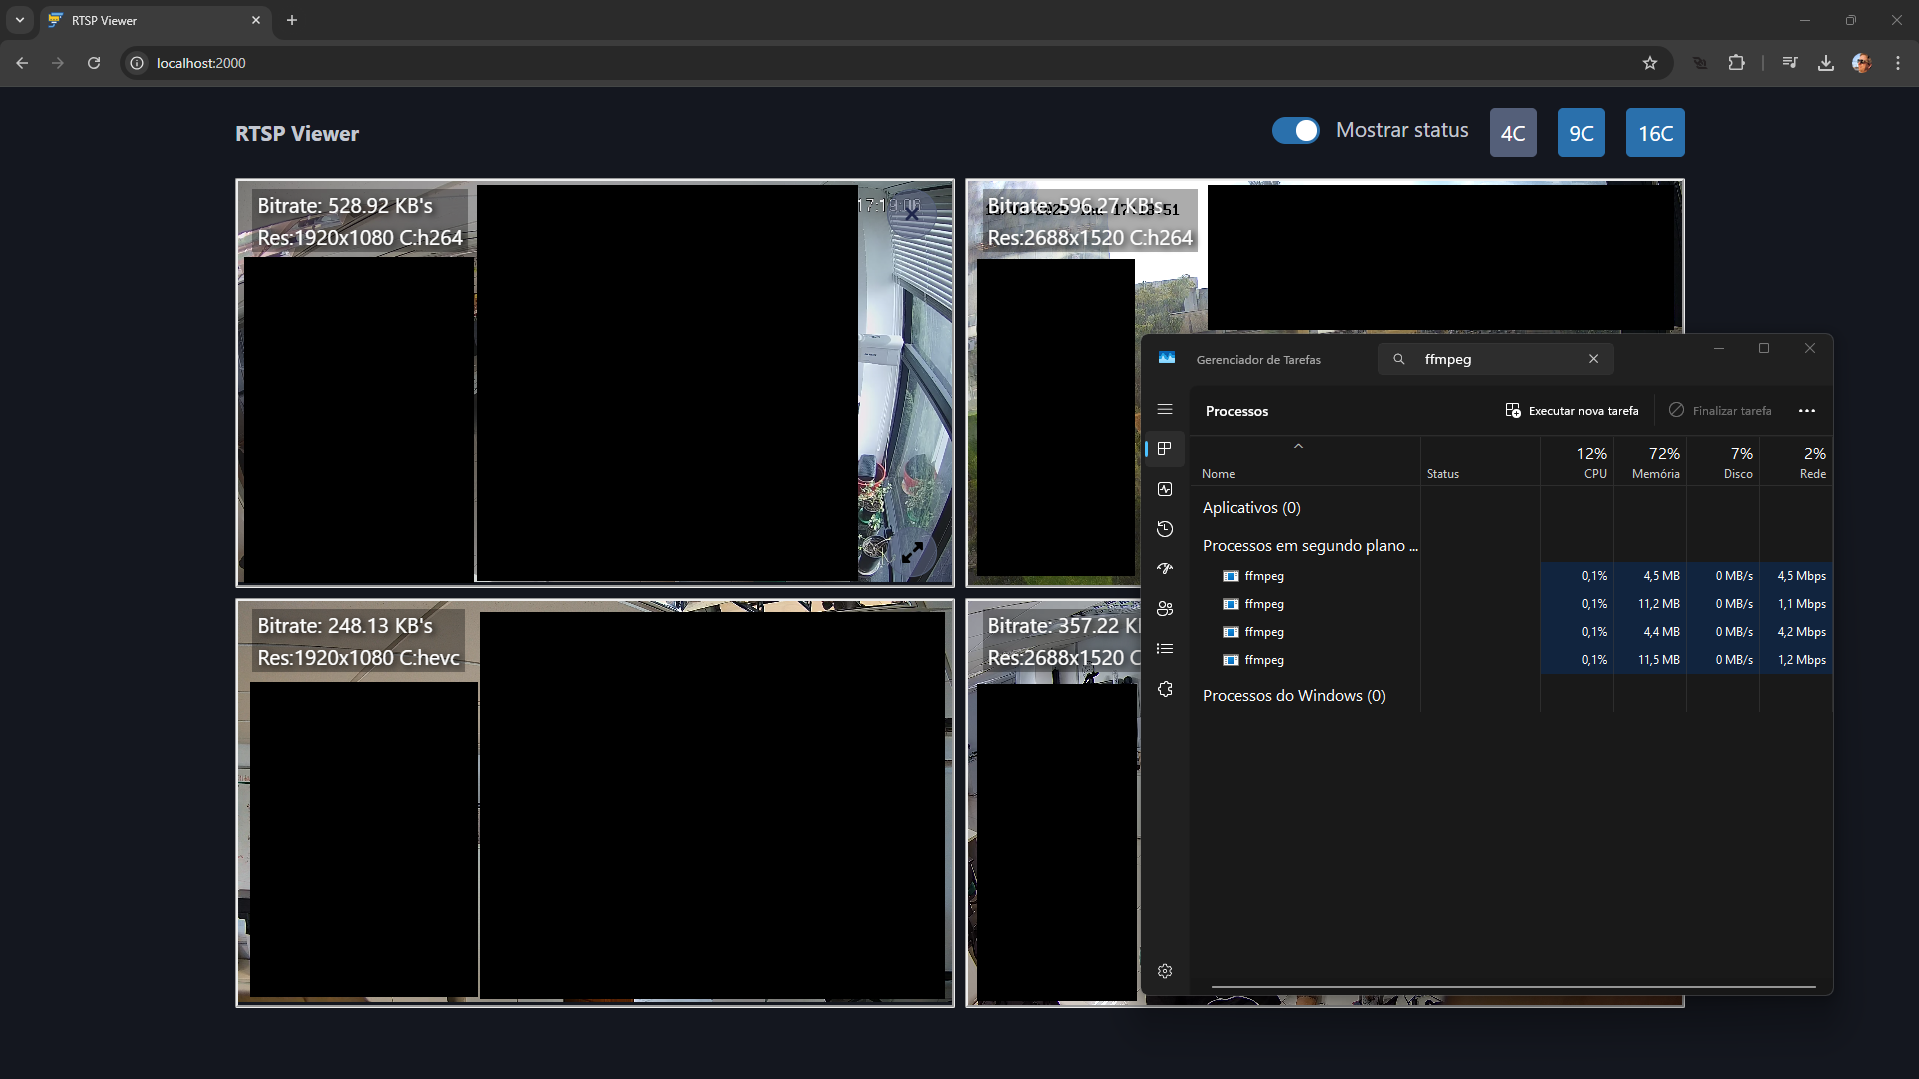 RTSP Viewer
localhost:2000
RTSP Viewer
Mostrar status
4C
9C
16C
Bitrate: 528.92 KB's
Res:1920x1080 C:h264
Bitrate: 596.27 KB's
Res:2688x1520 C:h264
Bitrate: 248.13 KB's
Res:1920x1080 C:hevc
Bitrate: 357.22
Res:2688x1520
Gerenciador de Tarefas
ffmpeg
Processos
Executar nova tarefa
Finalizar tarefa
12% 72% 7% 2%
Nome Status CPU Memória Disco Rede
Aplicativos (0)
Processos em segundo plano ...
ffmpeg 0,1% 4,5 MB 0 MB/s 4,5 Mbps
ffmpeg 0,1% 11,2 MB 0 MB/s 1,1 Mbps
ffmpeg 0,1% 4,4 MB 0 MB/s 4,2 Mbps
ffmpeg 0,1% 11,5 MB 0 MB/s 1,2 Mbps
Processos do Windows (0)